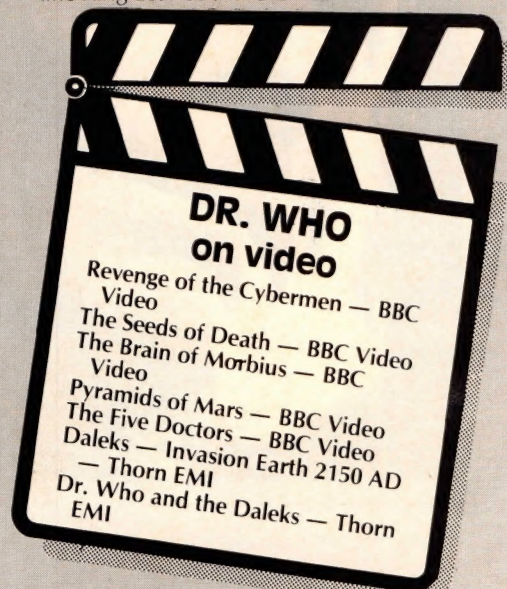 DR. WHO
on video
Revenge of the Cybermen — BBC
Video
The Seeds of Death — BBC Video
The Brain of Morbius — BBC
Video
Pyramids of Mars — BBC Video
The Five Doctors — BBC Video
Daleks — Invasion Earth 2150 AD
— Thorn EMI
Dr. Who and the Daleks — Thorn
EMI